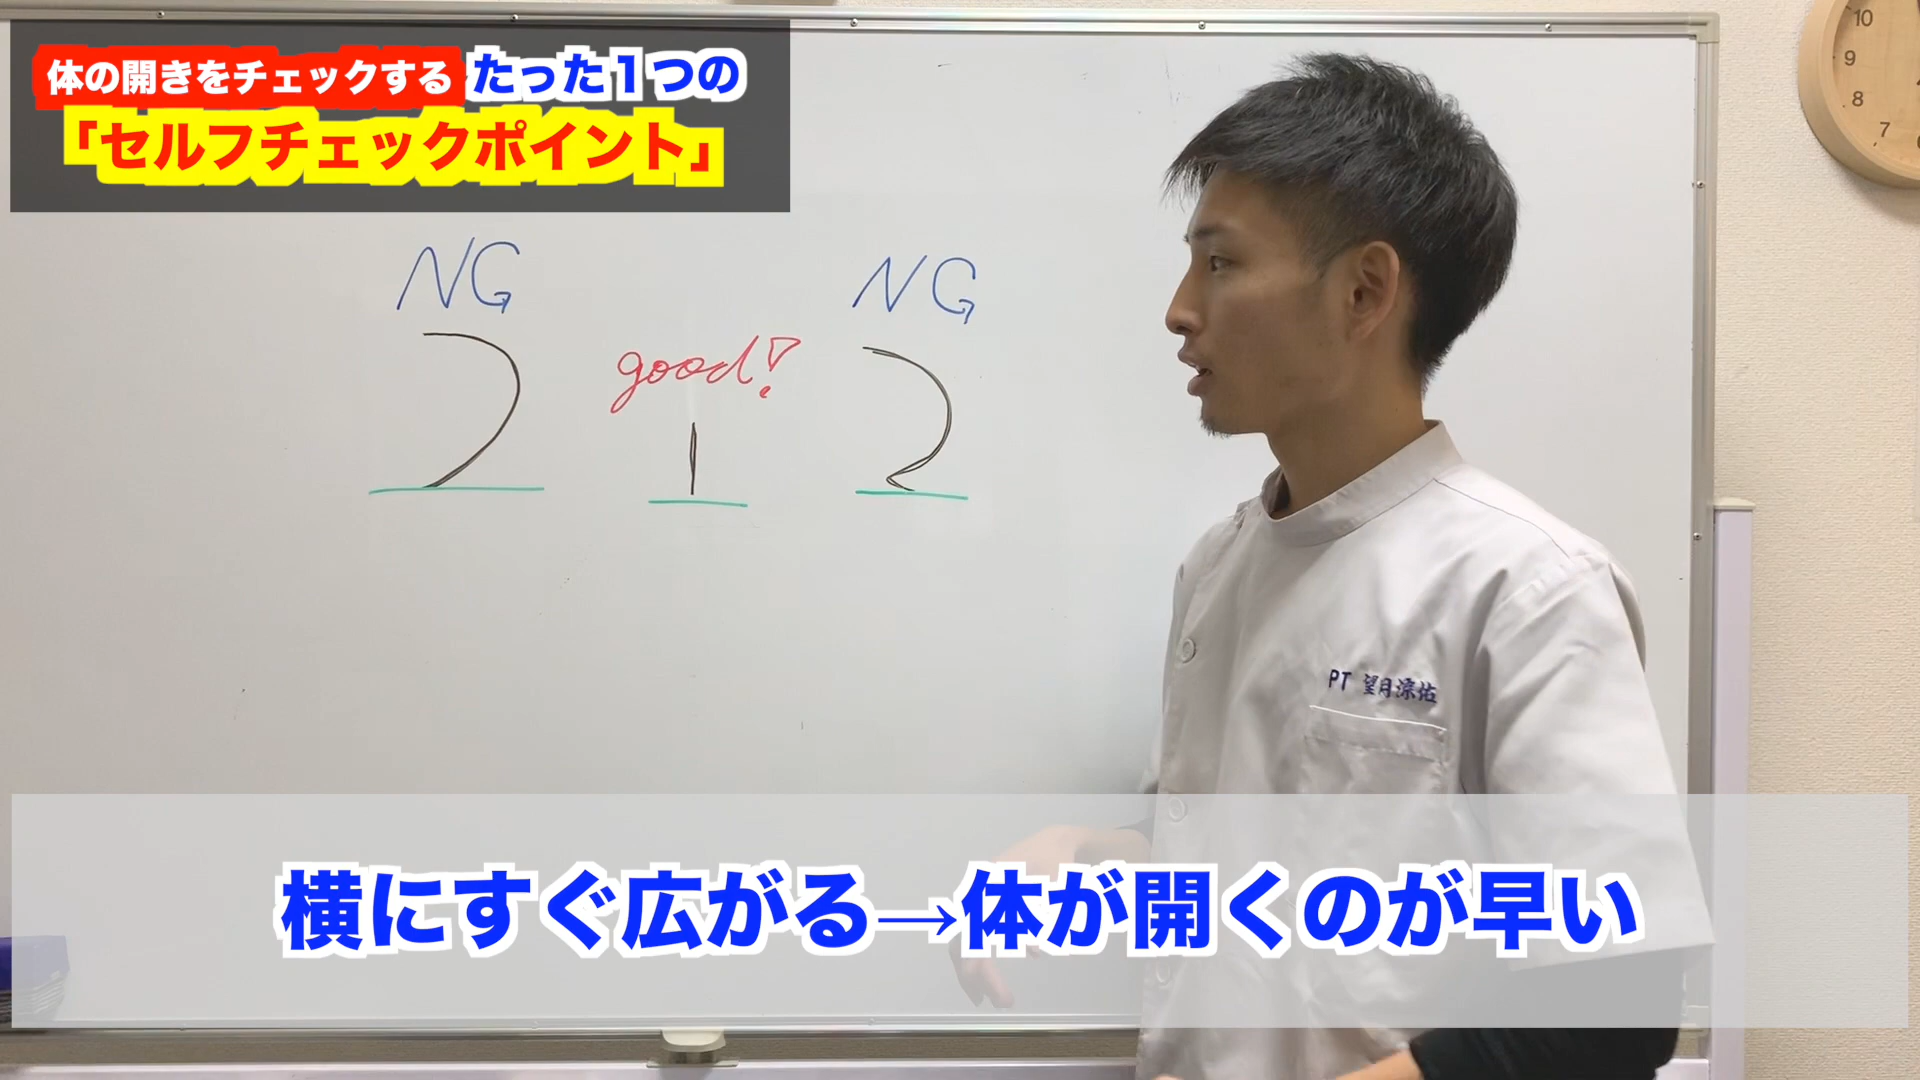 体の開きをチェックする たった1つの
「セルフチェックポイント」
NG
NG
good!
10
9
8
7
PT 望月涼佑
横にすぐ広がる→体が開くのが早い